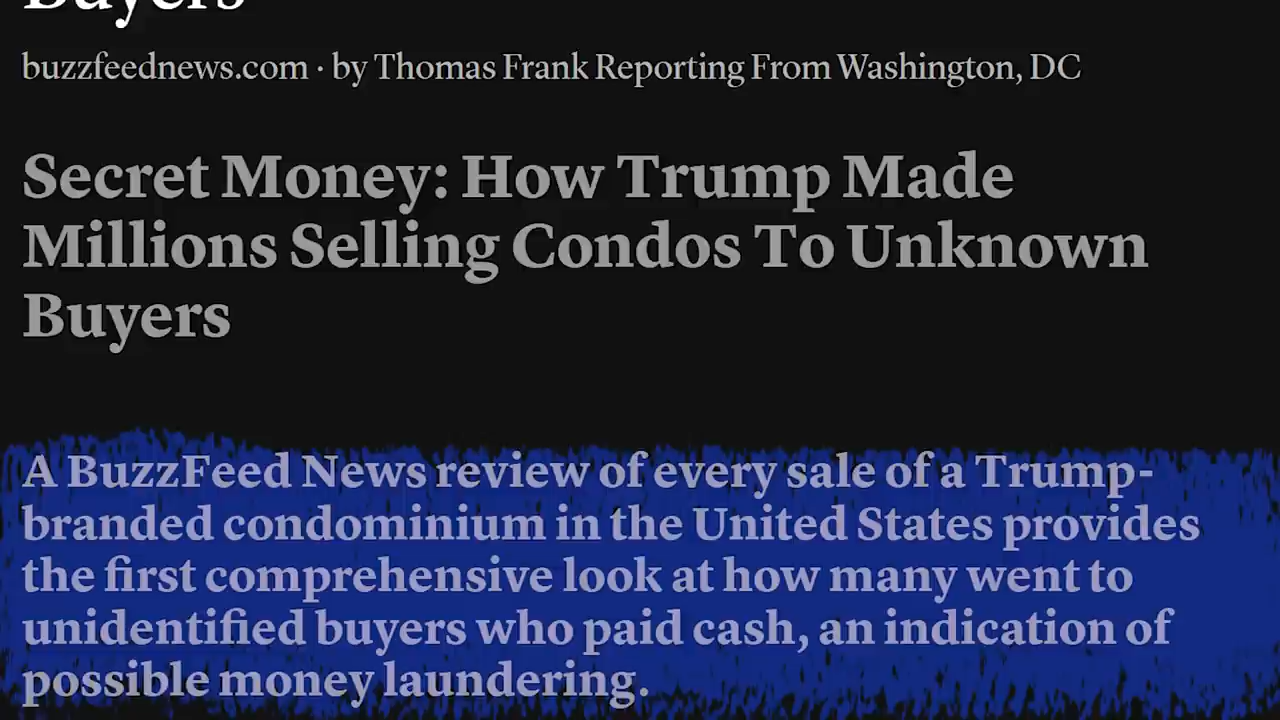 Buyers
buzzfeednews.com · by Thomas Frank Reporting From Washington, DC
Secret Money: How Trump Made
Millions Selling Condos To Unknown
Buyers
A BuzzFeed News review of every sale of a Trump-
branded condominium in the United States provides
the first comprehensive look at how many went to
unidentified buyers who paid cash, an indication of
possible money laundering.